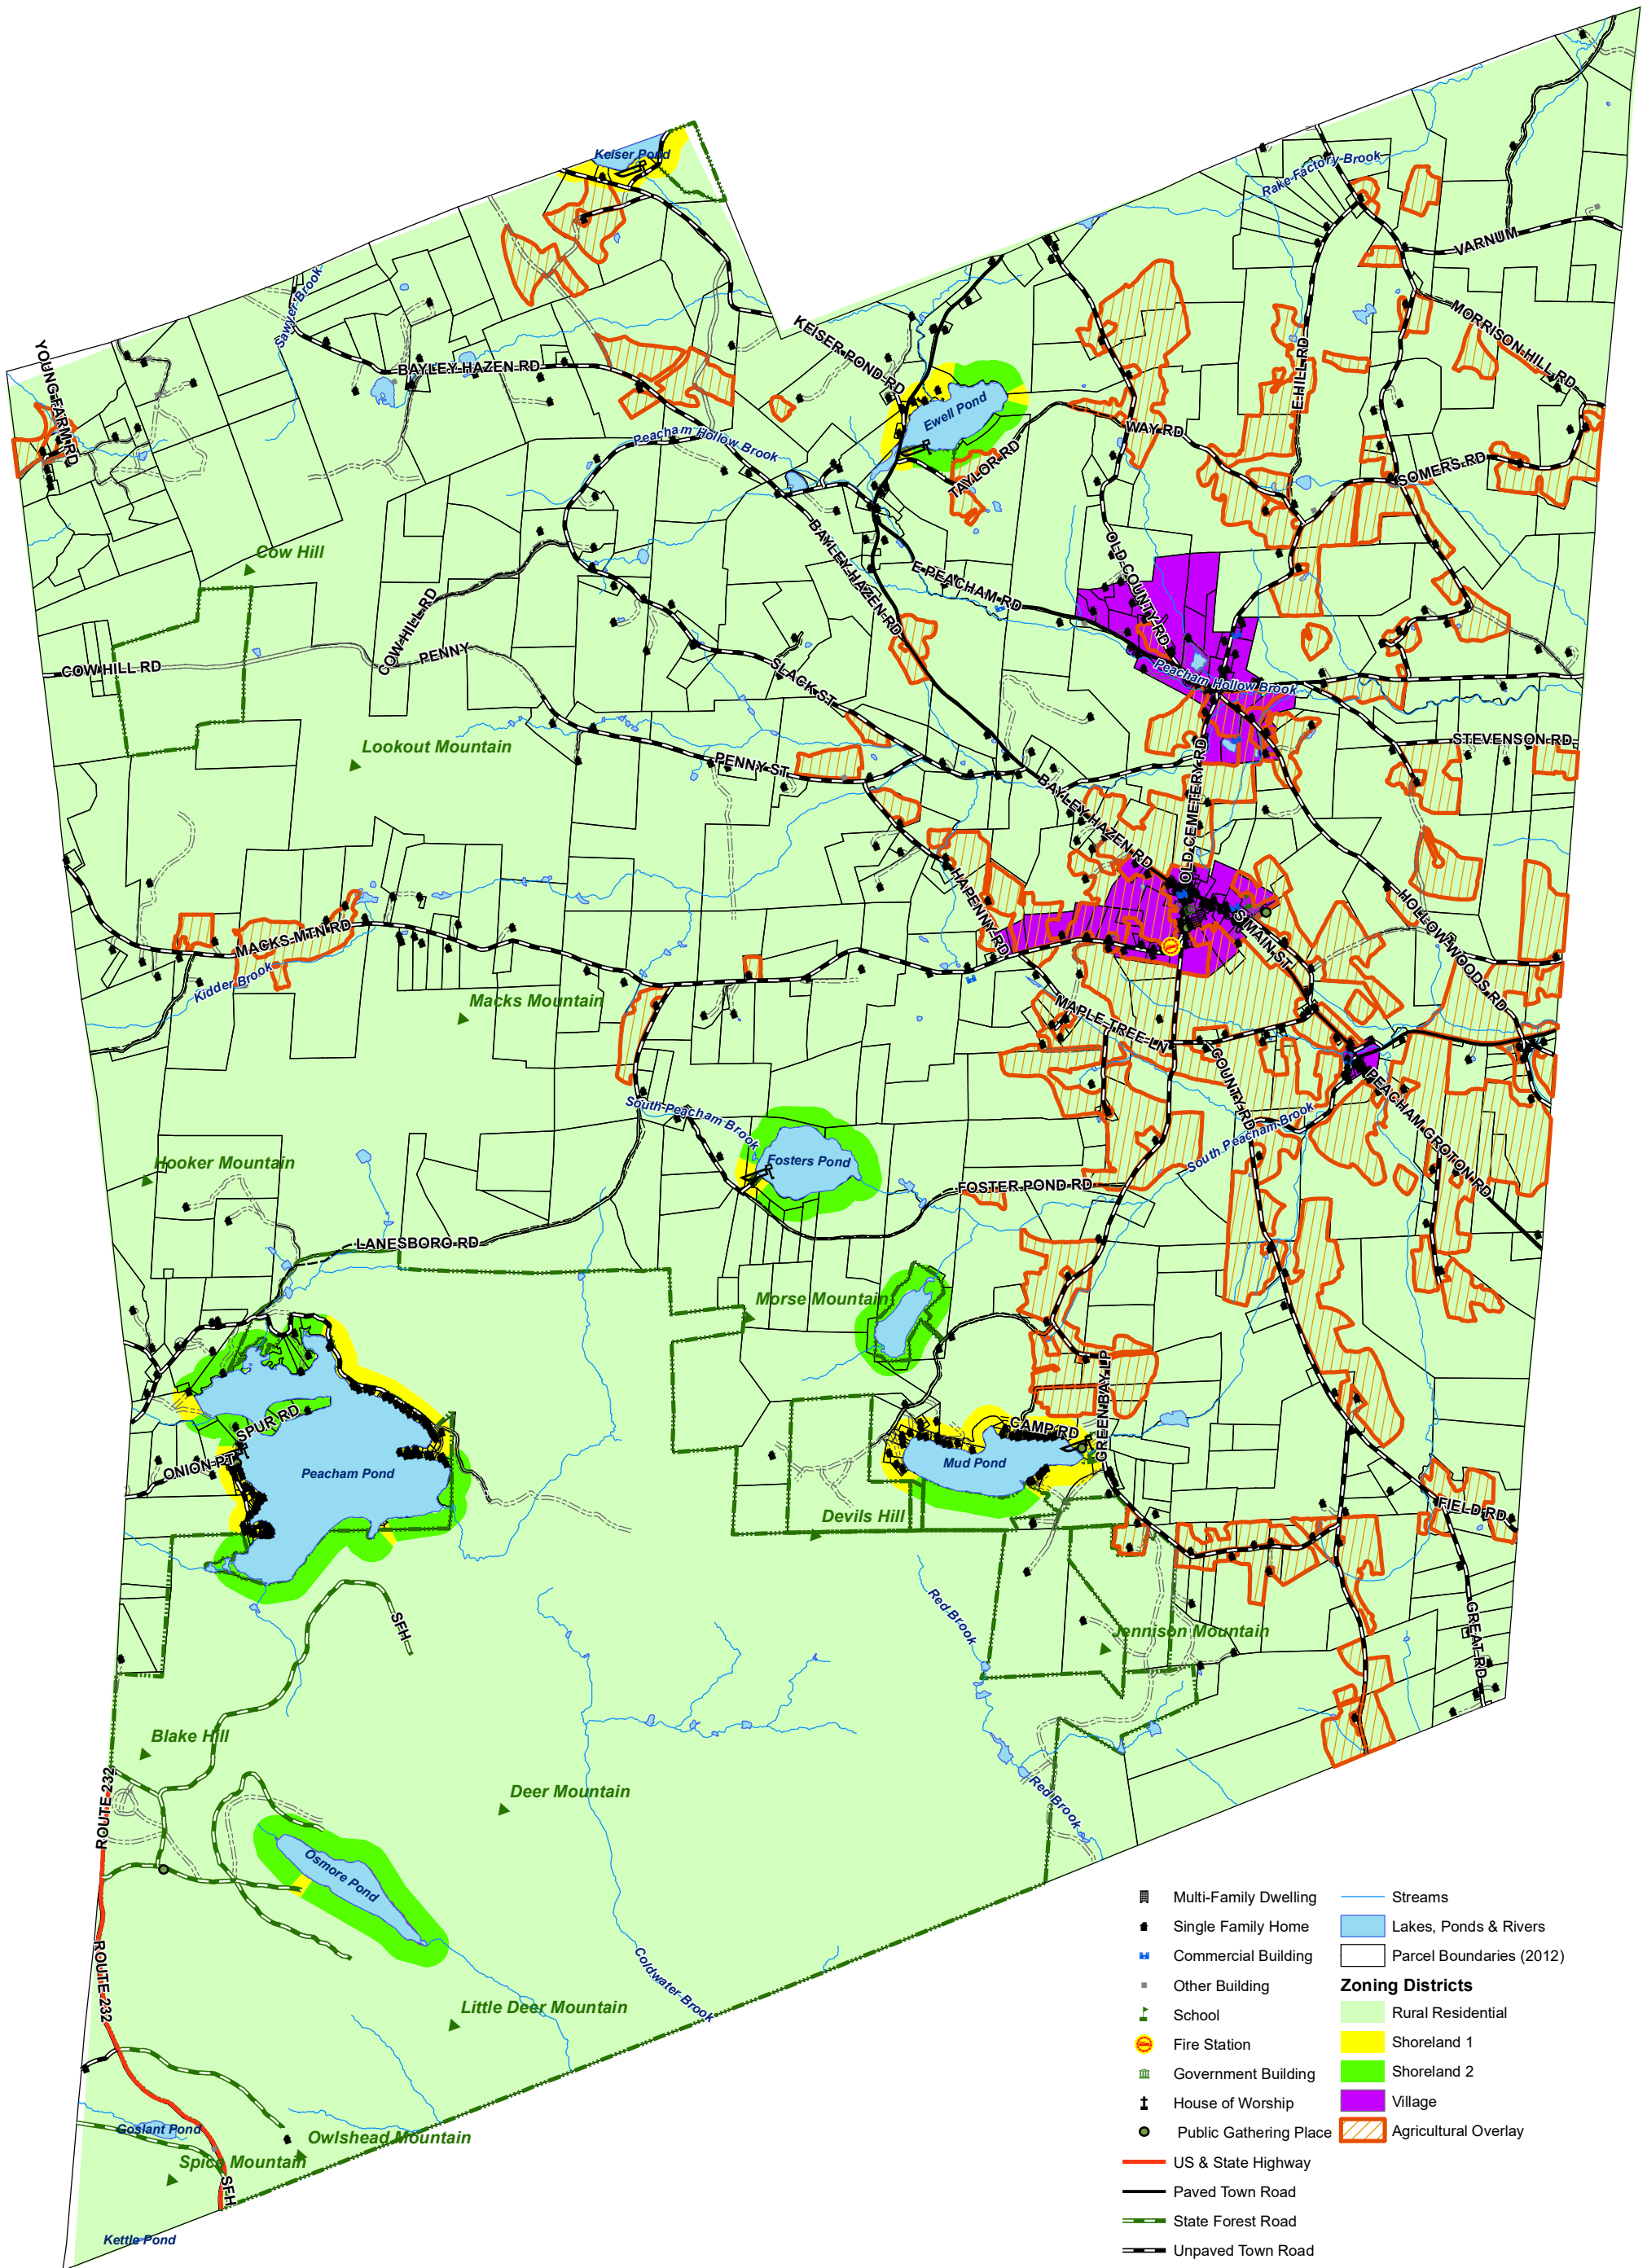 Keiser Pond
Rake Factory Brook
VARNUM
Sawyer Brook
KEISER POND RD
MORRISON HILL RD
YOUNG FARM RD
BAYLEY HAZEN RD
E HILL RD
Ewell Pond
Peacham Hollow Brook
WAY RD
TAYLOR RD
SOMERS RD
Cow Hill
BAYLEY HAZEN RD
E PEACHAM RD
OLD COUNTY RD
COW HILL RD
COW HILL RD
PENNY
SLACK ST
Peacham Hollow Brook
Lookout Mountain
PENNY ST
STEVENSON RD
BAYLEY HAZEN RD
OLD CEMETERY RD
HAPENNY RD
S MAIN ST
HOLLOW WOODS RD
MACKS MTN RD
Kidder Brook
Macks Mountain
MAPLE TREE LN
COUNTY RD
PEACHAM GROTON RD
South Peacham Brook
South Peacham Brook
Hooker Mountain
Fosters Pond
FOSTER POND RD
LANESBORO RD
Morse Mountain
GREEN BAY LP
SPUR RD
CAMP RD
ONION PT
Peacham Pond
Mud Pond
Devils Hill
FIELD RD
SFH
Red Brook
Jennison Mountain
GREAT RD
Blake Hill
ROUTE 232
Deer Mountain
Red Brook
Osmore Pond
ROUTE 232
Coldwater Brook
Little Deer Mountain
Goslant Pond
Owlshead Mountain
Spice Mountain
SFH
Kettle Pond
Multi-Family Dwelling
Single Family Home
Commercial Building
Other Building
School
Fire Station
Government Building
House of Worship
Public Gathering Place
US & State Highway
Paved Town Road
State Forest Road
Unpaved Town Road
Streams
Lakes, Ponds & Rivers
Parcel Boundaries (2012)
Zoning Districts
Rural Residential
Shoreland 1
Shoreland 2
Village
Agricultural Overlay